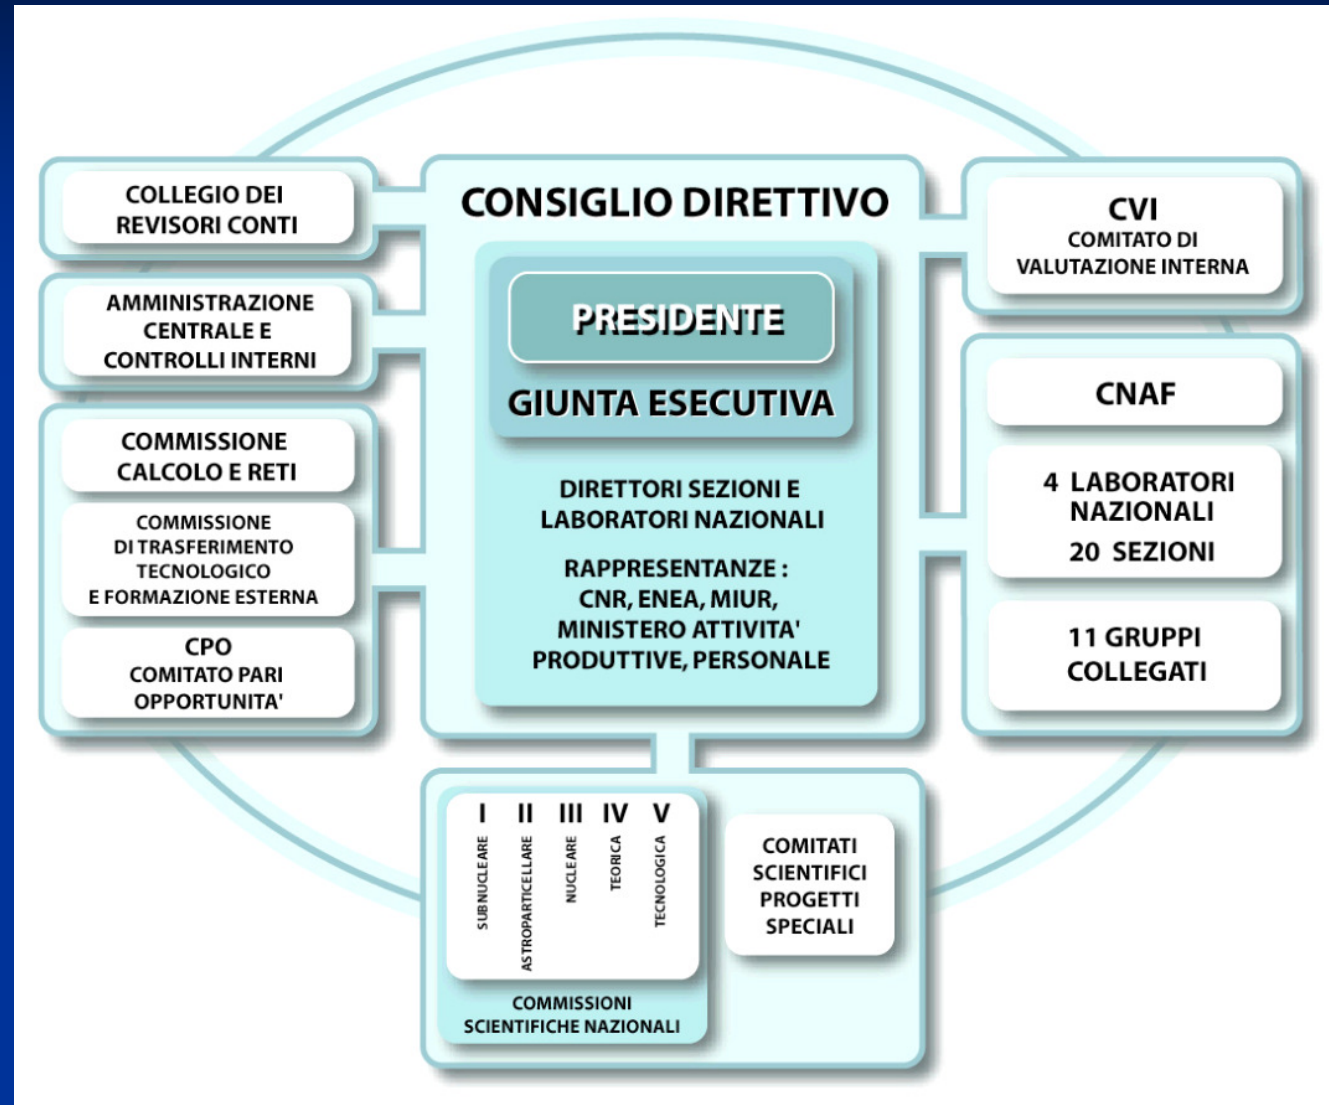 COLLEGIO DEI
REVISORI CONTI
AMMINISTRAZIONE
CENTRALE E
CONTROLLI INTERNI
COMMISSIONE
CALCOLO E RETI
COMMISSIONE
DI TRASFERIMENTO
TECNOLOGICO
E FORMAZIONE ESTERNA
CPO
COMITATO PARI
OPPORTUNITA'
CONSIGLIO DIRETTIVO
PRESIDENTE
GIUNTA ESECUTIVA
DIRETTORI SEZIONI E
LABORATORI NAZIONALI
RAPPRESENTANZE :
CNR, ENEA, MIUR,
MINISTERO ATTIVITA'
PRODUTTIVE, PERSONALE
CVI
COMITATO DI
VALUTAZIONE INTERNA
CNAF
4 LABORATORI
NAZIONALI
20 SEZIONI
11 GRUPPI
COLLEGATI
I II III IV V
SUBNUCLEARE
ASTROPARTICELLARE
NUCLEARE
TEORICA
TECNOLOGICA
COMMISSIONI
SCIENTIFICHE NAZIONALI
COMITATI
SCIENTIFICI
PROGETTI
SPECIALI